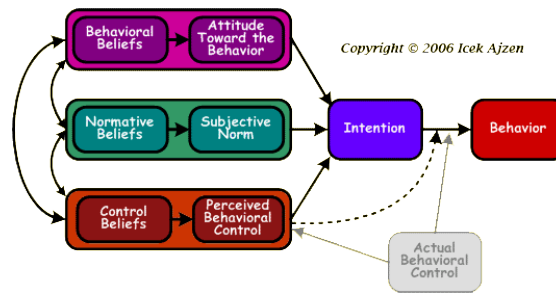 Behavioral
Beliefs
Attitude
Toward the
Behavior
Copyright © 2006 Icek Ajzen
Normative
Beliefs
Subjective
Norm
Intention
Behavior
Control
Beliefs
Perceived
Behavioral
Control
Actual
Behavioral
Control